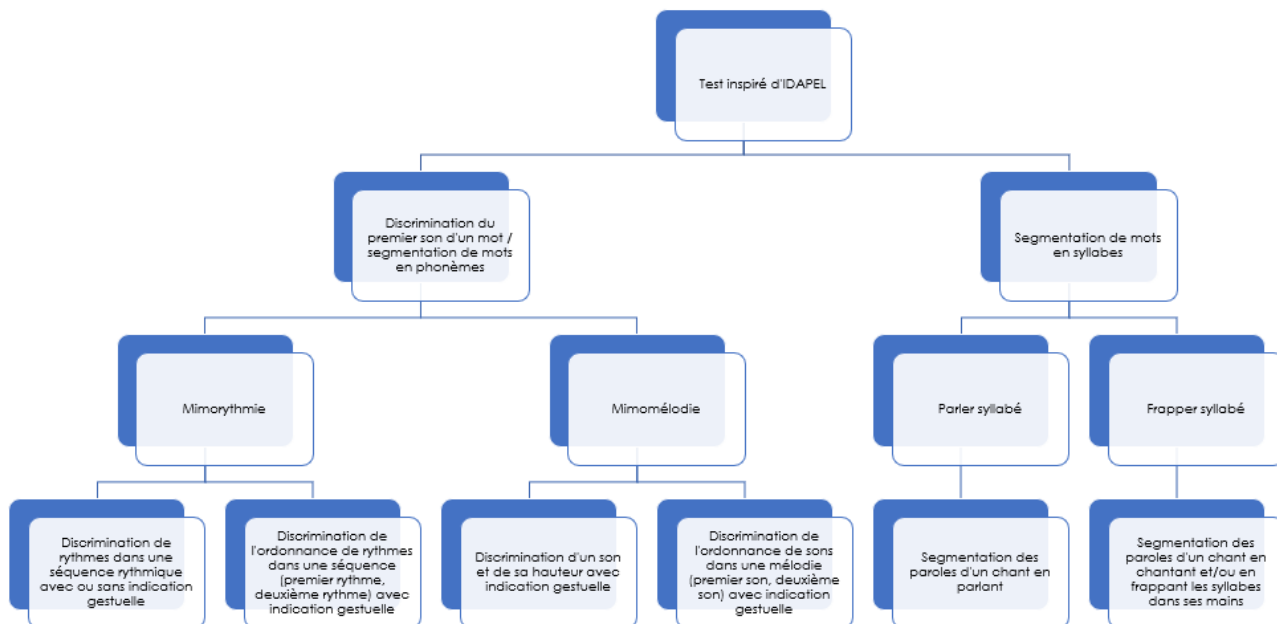 Test inspiré d'IDAPEL
Discrimination du
premier son d'un mot /
segmentation de mots
en phonèmes
Segmentation de mots
en syllabes
Mimorythmie
Mimomélodie
Parler syllabé
Frapper syllabé
Discrimination de
rythmes dans une
séquence rythmique
avec ou sans indication
gestuelle
Discrimination de
l'ordonnance de rythmes
dans une séquence
(premier rythme,
deuxième rythme) avec
indication gestuelle
Discrimination d'un son
et de sa hauteur avec
indication gestuelle
Discrimination de
l'ordonnance de sons
dans une mélodie
(premier son, deuxième
son) avec indication
gestuelle
Segmentation des
paroles d'un chant en
parlant
Segmentation des
paroles d'un chant en
chantant et/ou en
frappant les syllabes
dans ses mains